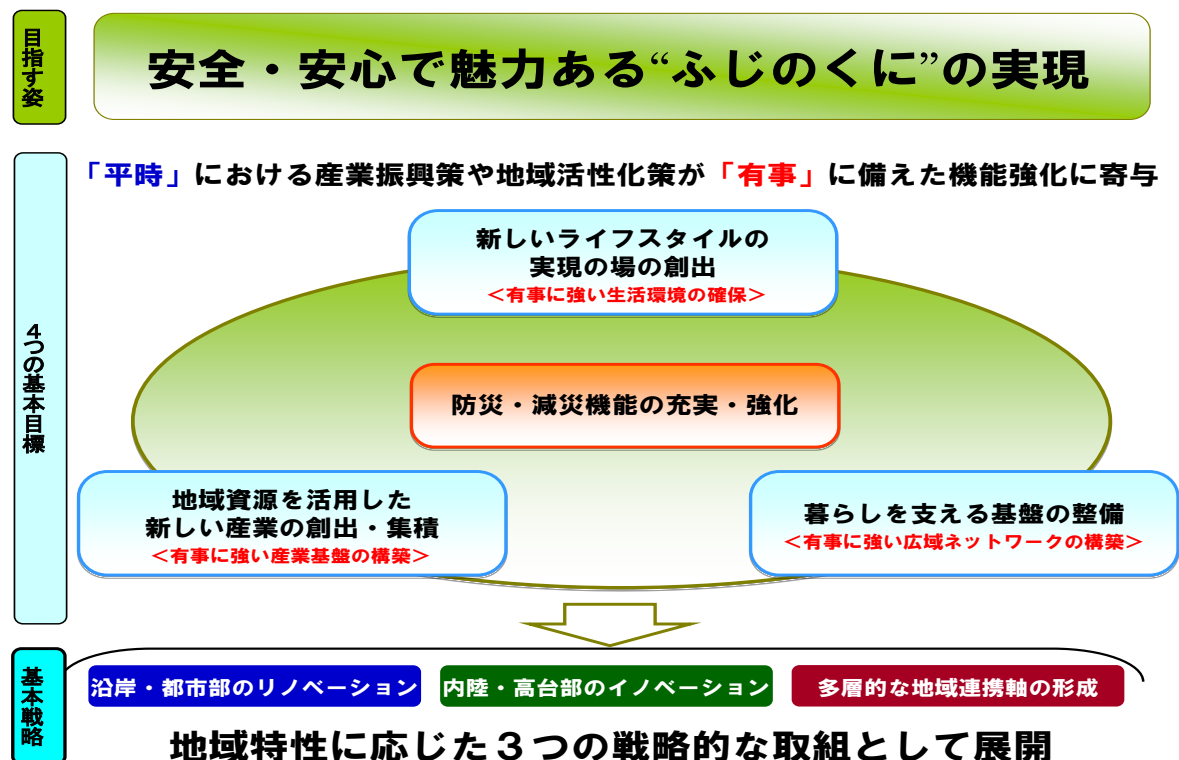 目指す姿
安全・安心で魅力ある“ふじのくに”の実現
4つの基本目標
「平時」における産業振興策や地域活性化策が「有事」に備えた機能強化に寄与
新しいライフスタイルの
実現の場の創出
＜有事に強い生活環境の確保＞
防災・減災機能の充実・強化
地域資源を活用した
新しい産業の創出・集積
＜有事に強い産業基盤の構築＞
暮らしを支える基盤の整備
＜有事に強い広域ネットワークの構築＞
基本戦略
沿岸・都市部のリノベーション
内陸・高台部のイノベーション
多層的な地域連携軸の形成
地域特性に応じた３つの戦略的な取組として展開